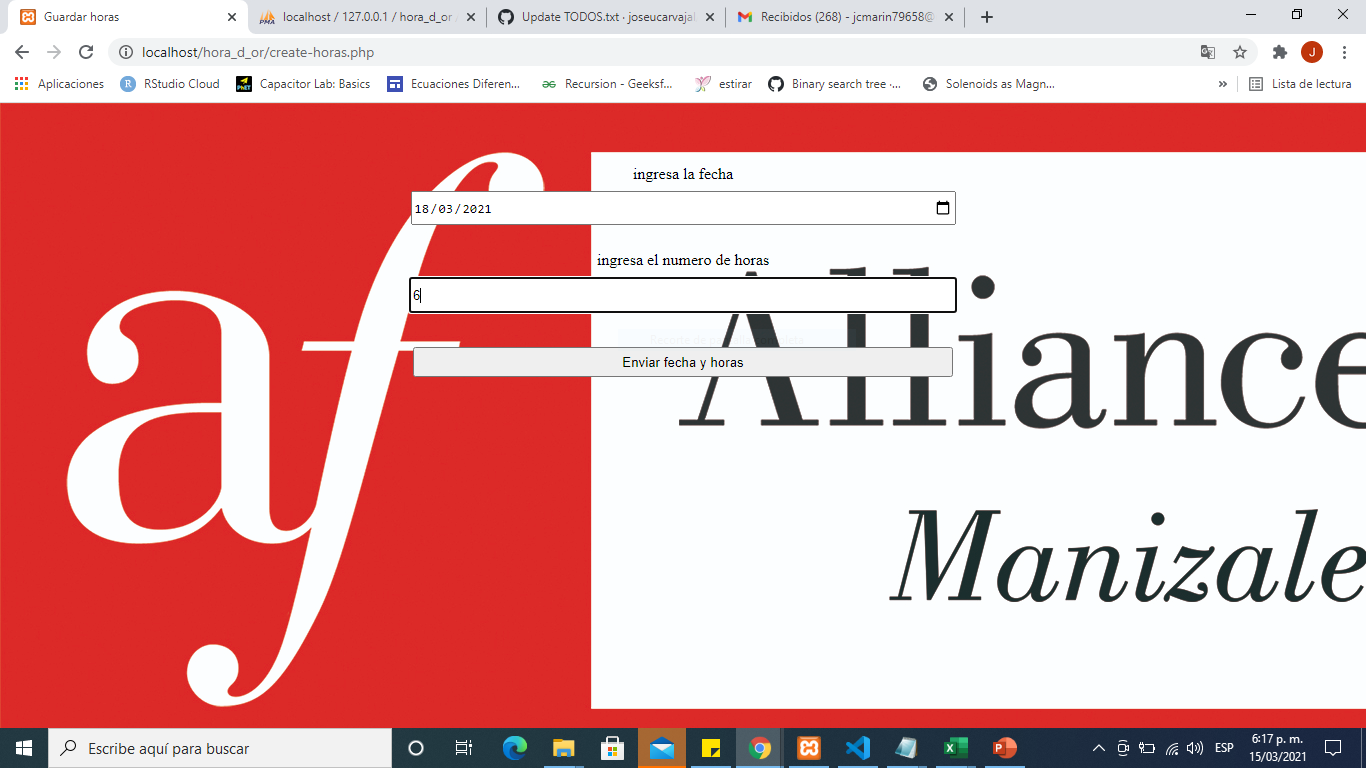 Guardar horas
localhost / 127.0.0.1 / hora_d_or
Update TODOS.txt · joseucarvajal
Recibidos (268) - jcmarin79658@
localhost/hora_d_or/create-horas.php
J
Aplicaciones
RStudio Cloud
Capacitor Lab: Basics
Ecuaciones Diferen...
Recursion - Geeksf...
estirar
Binary search tree -...
Solenoids as Magn...
»
Lista de lectura
af
ingresa la fecha
18/03/2021
ingresa el numero de horas
6
Enviar fecha y horas
Alliance
Manizale
Escribe aquí para buscar
ESP
6:17 p. m.
15/03/2021